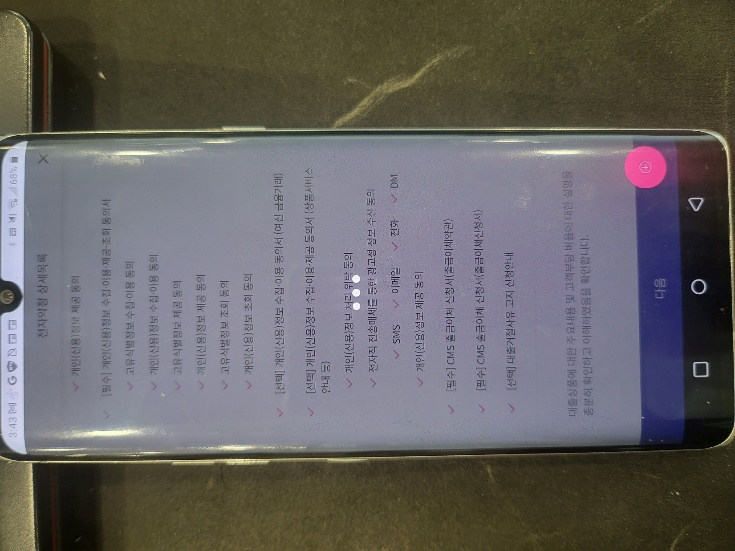 3:43
68%
전자약정 상세목록
개인(신용)정보 제공 동의
[필수] 개인(신용)정보 수집·이용·제공·조회 동의서
고유식별정보 수집·이용 동의
개인(신용)정보 수집·이용 동의
고유식별정보 제공 동의
개인(신용)정보 제공 동의
고유식별정보 조회 동의
개인(신용)정보 조회 동의
[선택] 개인(신용)정보 수집·이용 동의서 (여신 금융거래)
[선택] 개인(신용)정보 수집·이용·제공 동의서 (상품서비스
안내 등)
개인(신용)정보 처리 위탁 동의
전자적 전송매체를 통한 광고성 정보 수신 동의
SMS 이메일 전화 DM
개인(신용)정보 제공 동의
[필수] CMS 출금이체 신청서(출금이체약관)
[필수] CMS 출금이체 신청서(출금이체신청서)
[선택] 대출거절사유 고지 신청안내
대출상품에 대한 주요내용 및 고객부담 비용에 대한 설명을
충분히 확인하고 이해하였음을 확인합니다.
다음